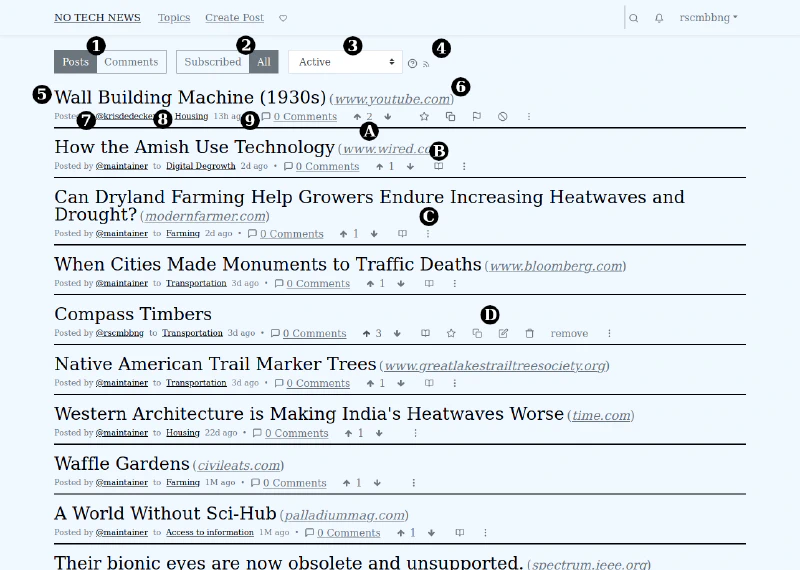 NO TECH NEWS Topics Create Post rscmbbng
1 2 3 4
Posts Comments Subscribed All Active
5 Wall Building Machine (1930s) (www.youtube.com) 6
7 8 9
Posted @krisdedecker Housing 13h ago 0 Comments 2
A
How the Amish Use Technology (www.wired.co B
Posted by @maintainer to Digital Degrowth 2d ago • 0 Comments 1
Can Dryland Farming Help Growers Endure Increasing Heatwaves and
Drought? (modernfarmer.com) C
Posted by @maintainer to Farming 2d ago • 0 Comments 1
When Cities Made Monuments to Traffic Deaths (www.bloomberg.com)
Posted by @maintainer to Transportation 3d ago • 0 Comments 1
Compass Timbers D
Posted by @rscmbbng to Transportation 3d ago • 0 Comments 3 remove
Native American Trail Marker Trees (www.greatlakestrailtreesociety.org)
Posted by @maintainer to Transportation 3d ago • 0 Comments 1
Western Architecture is Making India's Heatwaves Worse (time.com)
Posted by @maintainer to Housing 22d ago • 0 Comments 1
Waffle Gardens (civileats.com)
Posted by @maintainer to Farming 1M ago • 0 Comments 1
A World Without Sci-Hub (palladiummag.com)
Posted by @maintainer to Access to information 1M ago • 0 Comments 1
Their bionic eyes are now obsolete and unsupported. (spectrum.ieee.org)